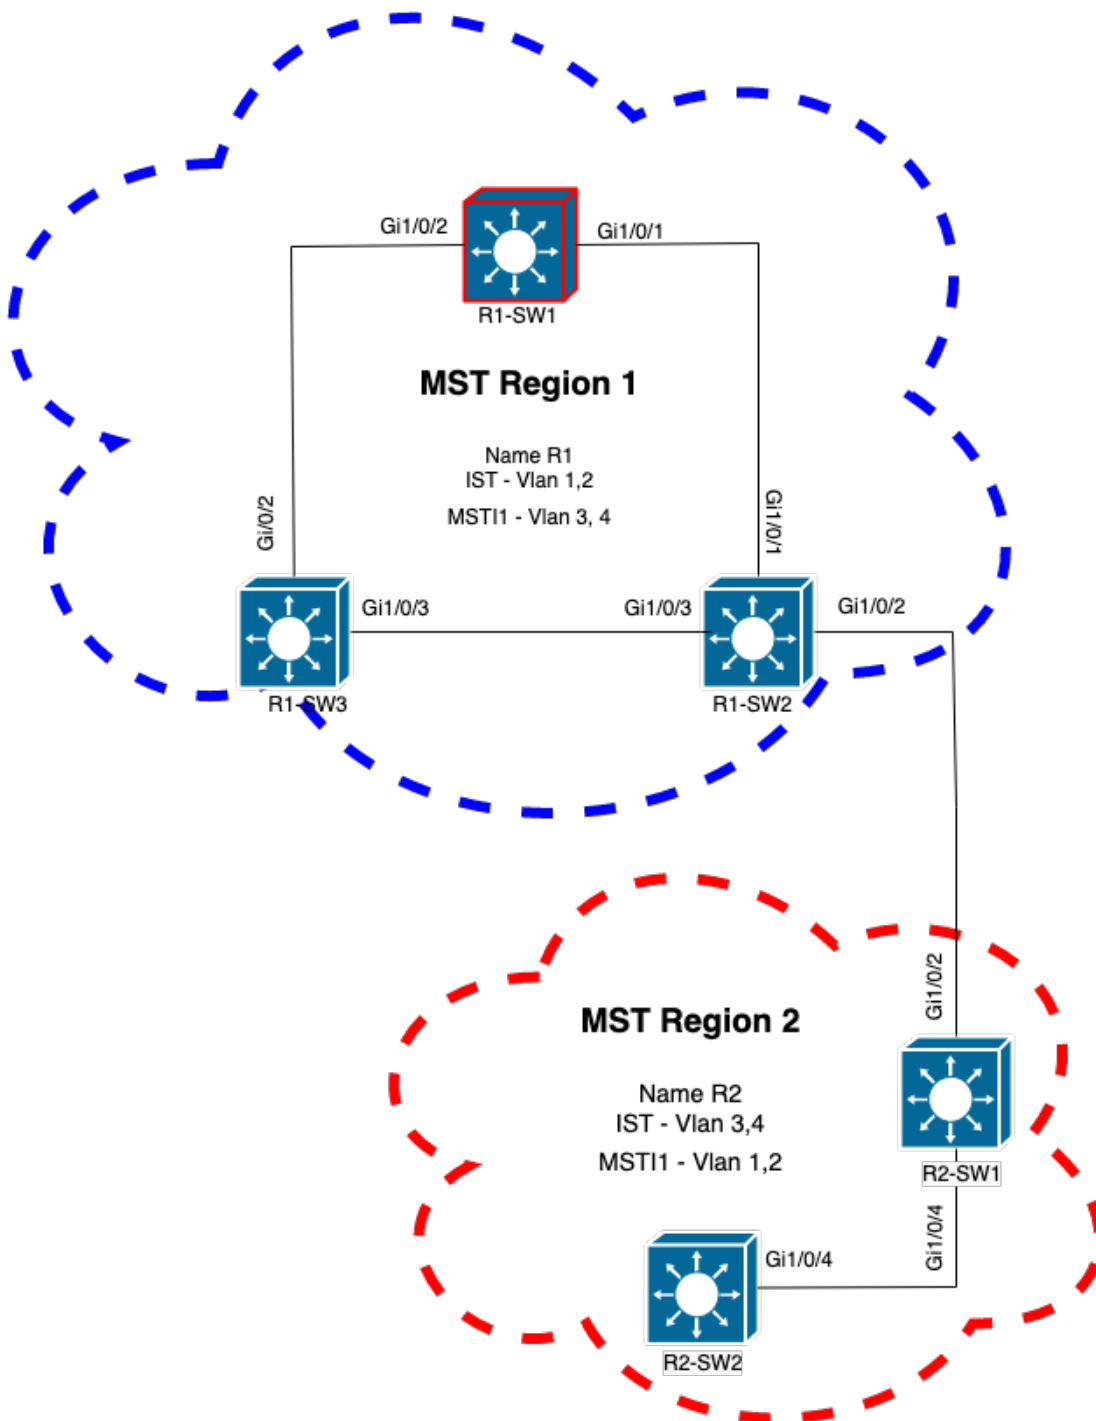 Gi1/0/2
Gi1/0/1
R1-SW1
MST Region 1
Name R1
IST - Vlan 1,2
MSTI1 - Vlan 3, 4
Gi/0/2
Gi1/0/1
Gi1/0/3
Gi1/0/3
Gi1/0/2
R1-SW3
R1-SW2
Gi1/0/2
MST Region 2
Name R2
IST - Vlan 3,4
MSTI1 - Vlan 1,2
R2-SW1
Gi1/0/4
Gi1/0/4
R2-SW2